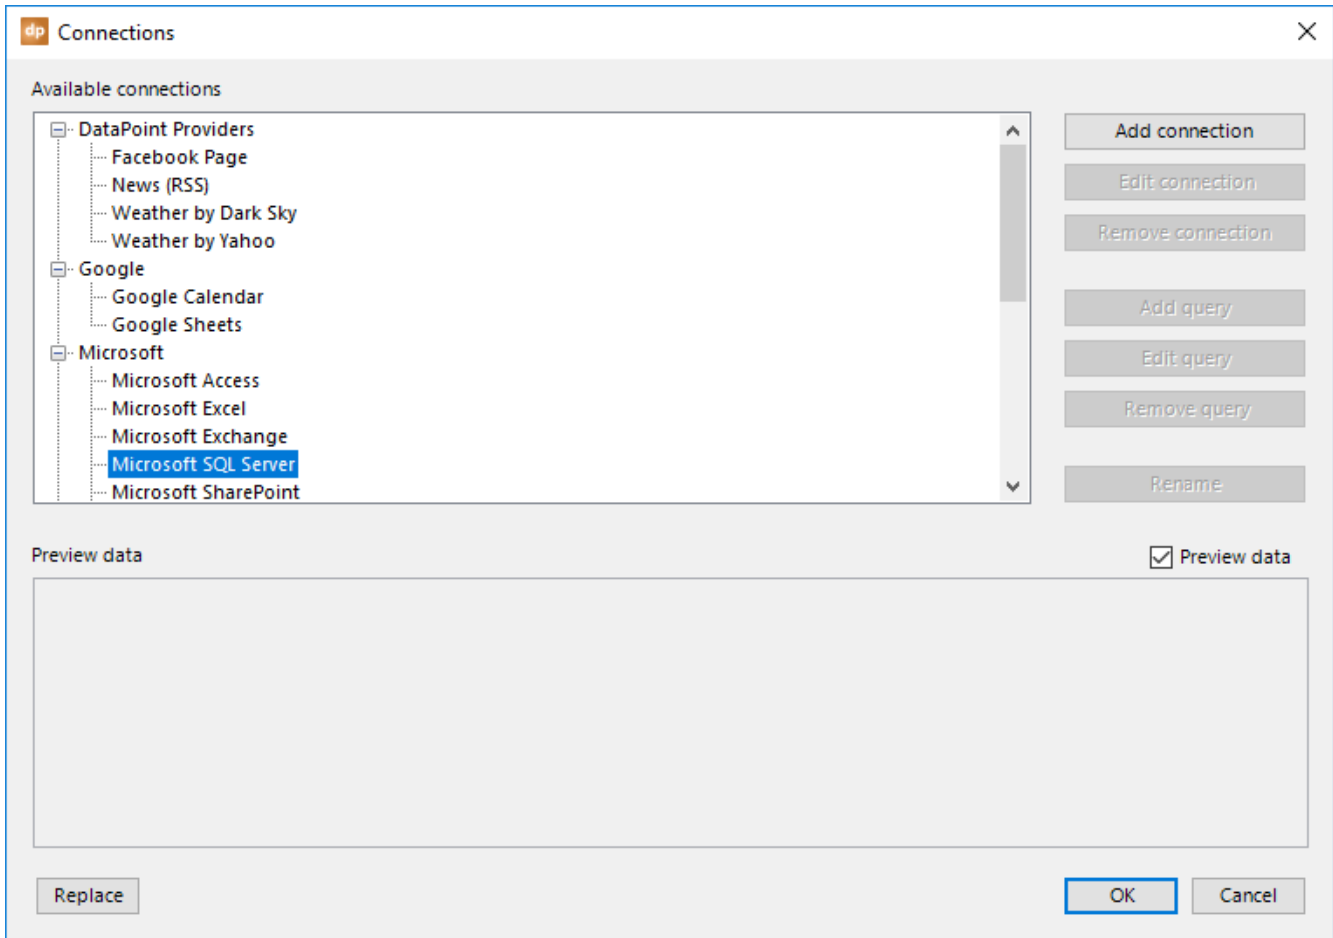 dp Connections
Available connections
DataPoint Providers
Facebook Page
News (RSS)
Weather by Dark Sky
Weather by Yahoo
Google
Google Calendar
Google Sheets
Microsoft
Microsoft Access
Microsoft Excel
Microsoft Exchange
Microsoft SQL Server
Microsoft SharePoint
Add connection
Edit connection
Remove connection
Add query
Edit query
Remove query
Rename
Preview data
Preview data
Replace
OK
Cancel